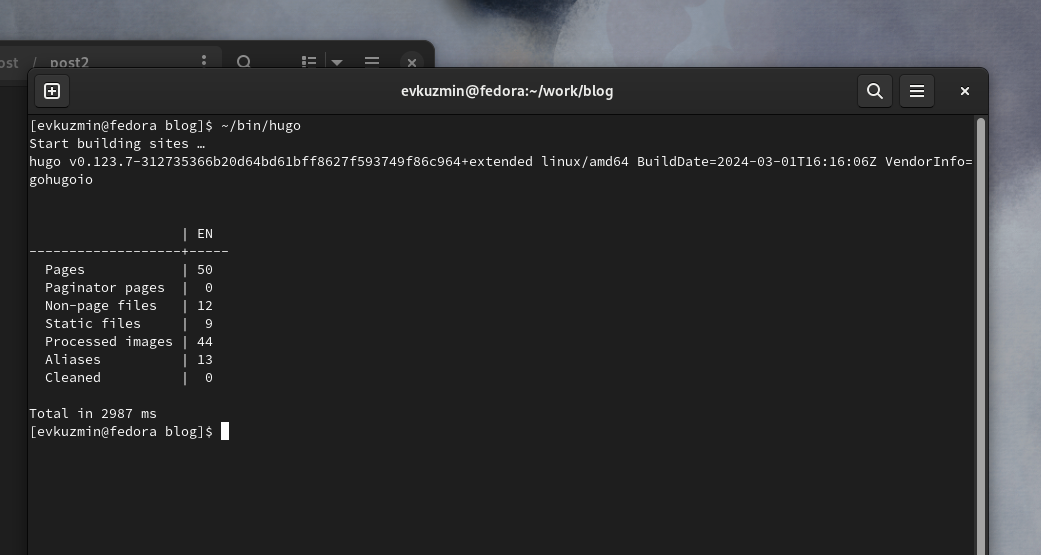 ost / post2
evkuzmin@fedora:~/work/blog
[evkuzmin@fedora blog]$ ~/bin/hugo
Start building sites …
hugo v0.123.7-312735366b20d64bd61bff8627f593749f86c964+extended linux/amd64 BuildDate=2024-03-01T16:16:06Z VendorInfo=
gohugoio
                   | EN
-------------------+-----
  Pages            | 50
  Paginator pages  |  0
  Non-page files   | 12
  Static files     |  9
  Processed images | 44
  Aliases          | 13
  Cleaned          |  0
Total in 2987 ms
[evkuzmin@fedora blog]$